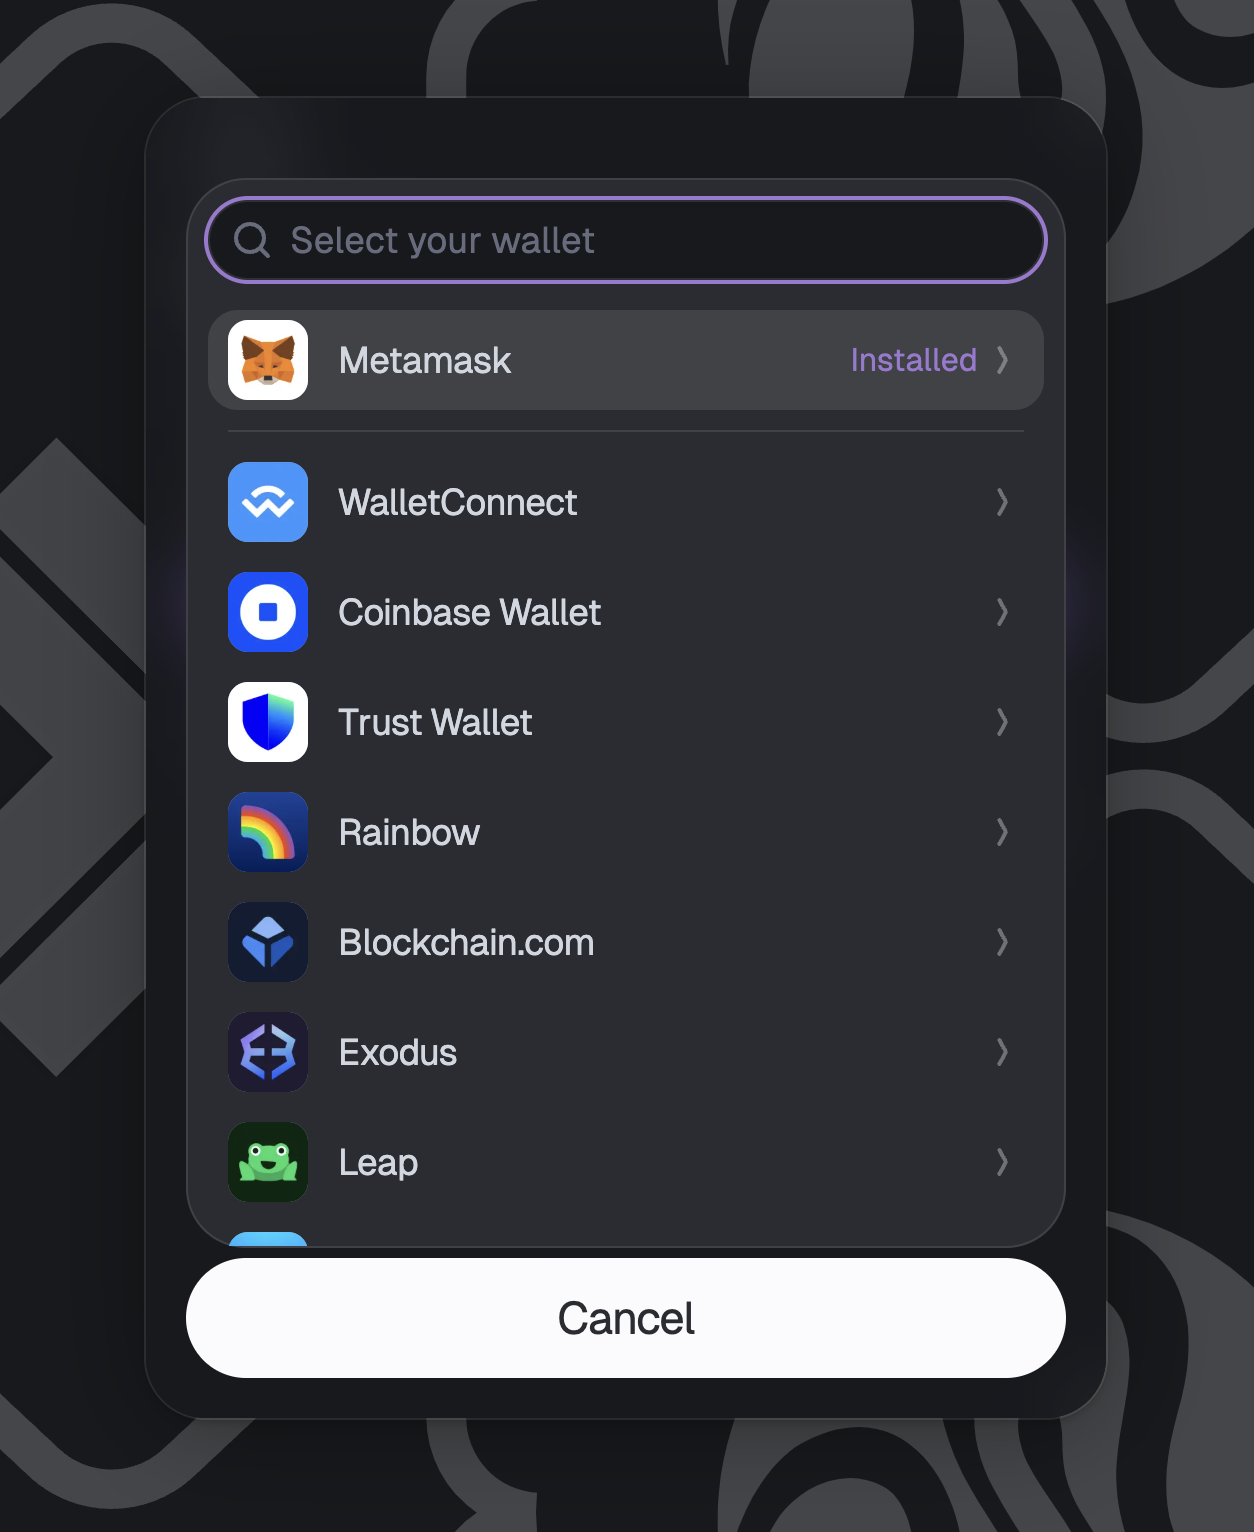 Select your wallet
Metamask Installed
WalletConnect
Coinbase Wallet
Trust Wallet
Rainbow
Blockchain.com
Exodus
Leap
Cancel